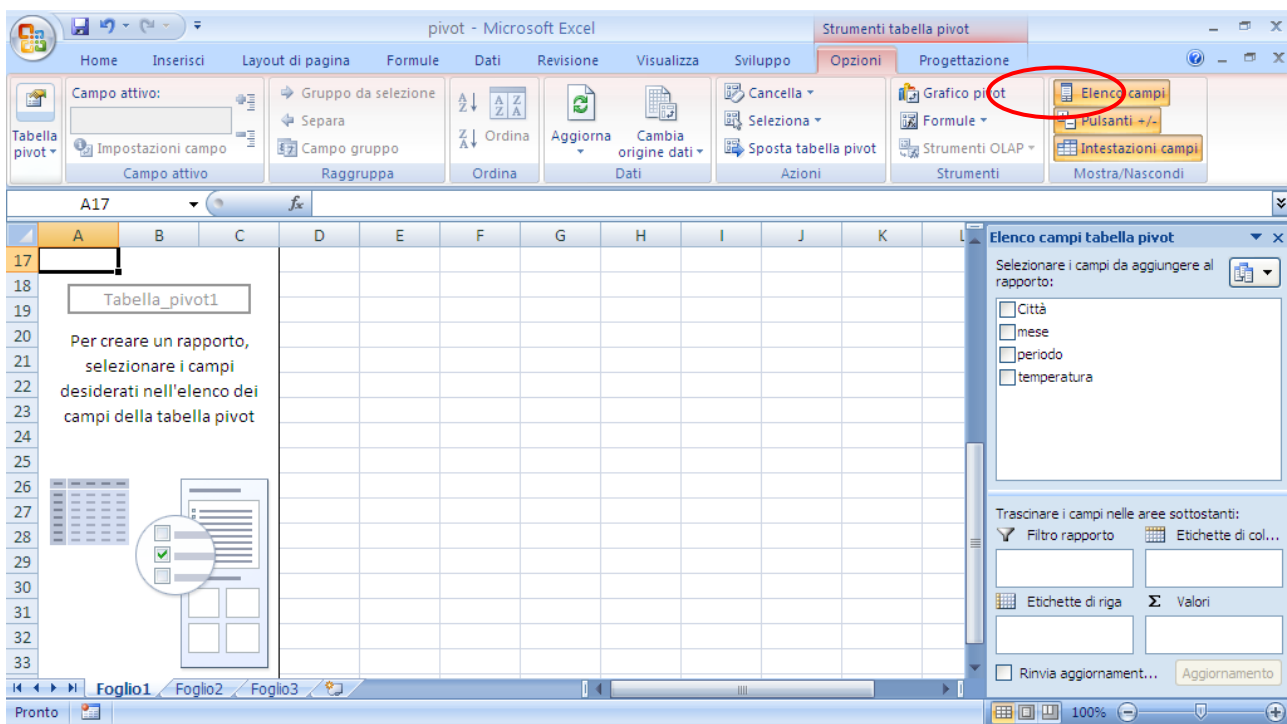 pivot - Microsoft Excel
Strumenti tabella pivot
Home Inserisci Layout di pagina Formule Dati Revisione Visualizza Sviluppo Opzioni Progettazione
Tabella
pivot
Campo attivo:
Impostazioni campo
Campo attivo
Gruppo da selezione
Separa
Campo gruppo
Raggruppa
Ordina
Ordina
Aggiorna
Cambia
origine dati
Dati
Cancella
Seleziona
Sposta tabella pivot
Azioni
Grafico pivot
Formule
Strumenti OLAP
Strumenti
Elenco campi
Pulsanti +/-
Intestazioni campi
Mostra/Nascondi
A17
fx
A B C D E F G H I J K L
17
18
19
20
21
22
23
24
25
26
27
28
29
30
31
32
33
Tabella_pivot1
Per creare un rapporto,
selezionare i campi
desiderati nell'elenco dei
campi della tabella pivot
Elenco campi tabella pivot
Selezionare i campi da aggiungere al
rapporto:
Città
mese
periodo
temperatura
Trascinare i campi nelle aree sottostanti:
Filtro rapporto Etichette di col...
Etichette di riga Σ Valori
Rinvia aggiornament... Aggiornamento
Foglio1 Foglio2 Foglio3
Pronto 100%